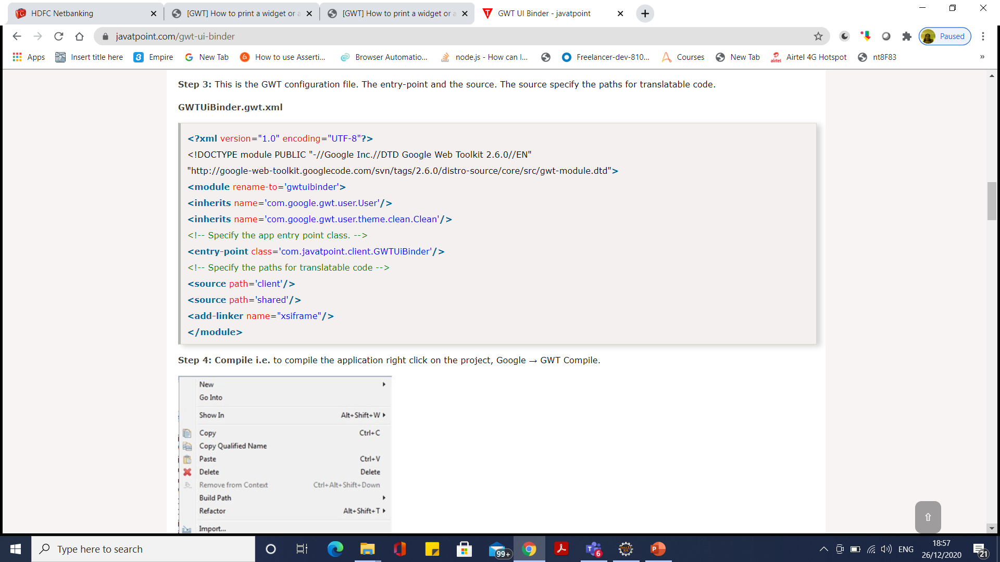 HDFC Netbanking
[GWT] How to print a widget or a
[GWT] How to print a widget or a
GWT UI Binder - javatpoint
javatpoint.com/gwt-ui-binder
Paused
Apps
Insert title here
Empire
New Tab
How to use Asserti...
Browser Automatio...
node.js - How can I...
Freelancer-dev-810...
Courses
New Tab
airtel
Airtel 4G Hotspot
nt8F83
»
Step 3: This is the GWT configuration file. The entry-point and the source. The source specify the paths for translatable code.
GWTUiBinder.gwt.xml
<?xml version="1.0" encoding="UTF-8"?>
<!DOCTYPE module PUBLIC "-//Google Inc.//DTD Google Web Toolkit 2.6.0//EN"
"http://google-web-toolkit.googlecode.com/svn/tags/2.6.0/distro-source/core/src/gwt-module.dtd">
<module rename-to='gwtuibinder'>
<inherits name='com.google.gwt.user.User'/>
<inherits name='com.google.gwt.user.theme.clean.Clean'/>
<!-- Specify the app entry point class. -->
<entry-point class='com.javatpoint.client.GWTUiBinder'/>
<!-- Specify the paths for translatable code -->
<source path='client'/>
<source path='shared'/>
<add-linker name="xsiframe"/>
</module>
Step 4: Compile i.e. to compile the application right click on the project, Google → GWT Compile.
New
Go Into
Show In Alt+Shift+W
Copy Ctrl+C
Copy Qualified Name
Paste Ctrl+V
Delete Delete
Remove from Context Ctrl+Alt+Shift+Down
Build Path
Refactor Alt+Shift+T
Import...
Type here to search
99+
6
ENG
18:57
26/12/2020
21